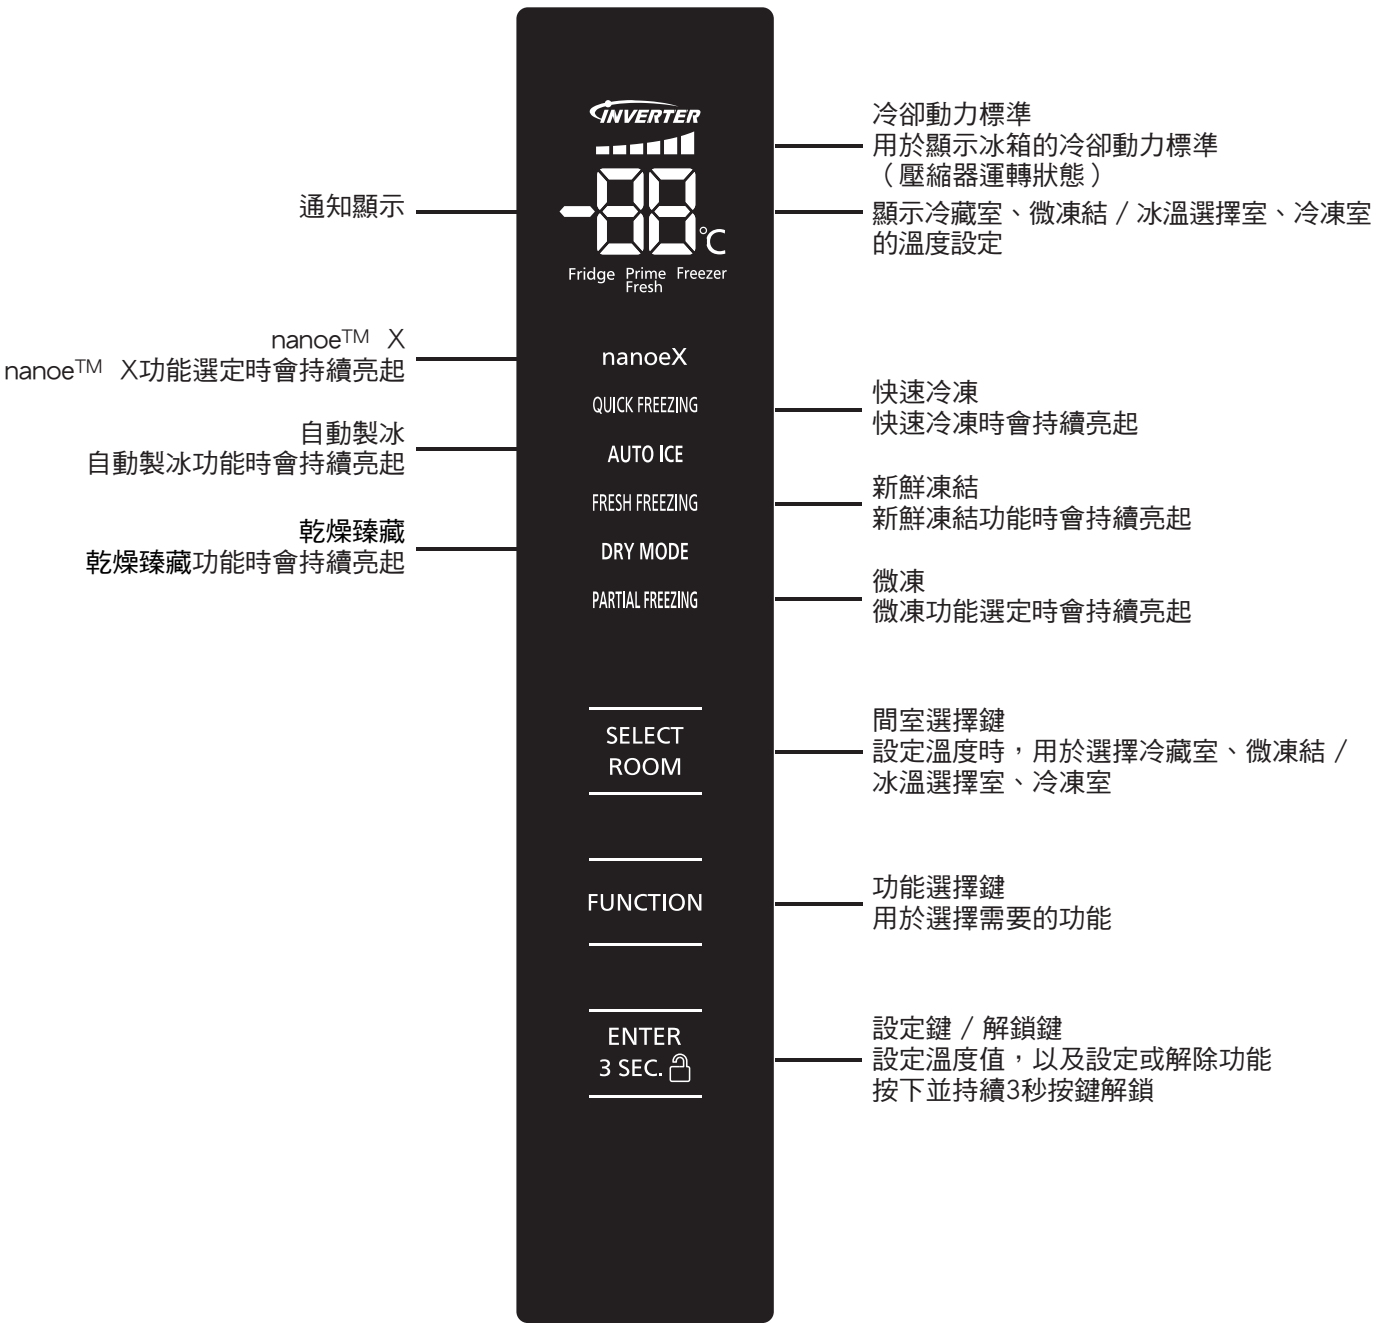 INVERTER
-88°C
Fridge Prime Fresh Freezer
nanoeX
QUICK FREEZING
AUTO ICE
FRESH FREEZING
DRY MODE
PARTIAL FREEZING
SELECT
ROOM
FUNCTION
ENTER
3 SEC.
通知顯示
nanoe™ X
nanoe™ X功能選定時會持續亮起
自動製冰
自動製冰功能時會持續亮起
乾燥臻藏
乾燥臻藏功能時會持續亮起
冷卻動力標準
用於顯示冰箱的冷卻動力標準
（壓縮器運轉狀態）
顯示冷藏室、微凍結 / 冰溫選擇室、冷凍室
的溫度設定
快速冷凍
快速冷凍時會持續亮起
新鮮凍結
新鮮凍結功能時會持續亮起
微凍
微凍功能選定時會持續亮起
間室選擇鍵
設定溫度時，用於選擇冷藏室、微凍結 /
冰溫選擇室、冷凍室
功能選擇鍵
用於選擇需要的功能
設定鍵 / 解鎖鍵
設定溫度值，以及設定或解除功能
按下並持續3秒按鍵解鎖